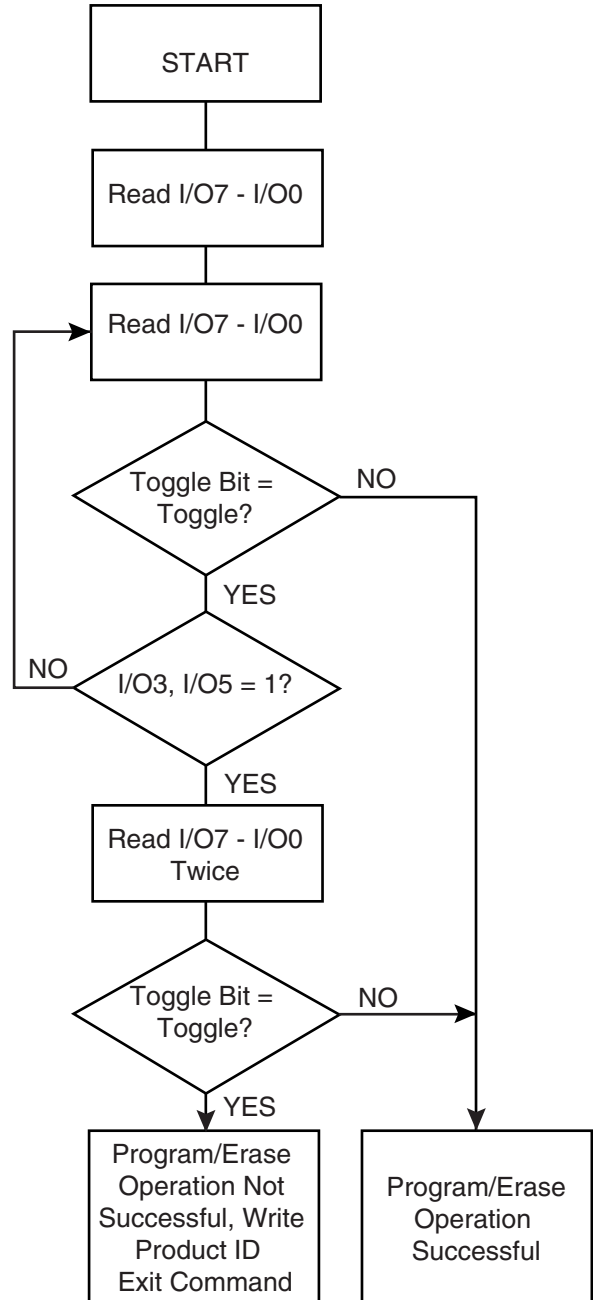 START
Read I/O7 - I/O0
Read I/O7 - I/O0
Toggle Bit =
Toggle?
NO
YES
NO
I/O3, I/O5 = 1?
YES
Read I/O7 - I/O0
Twice
Toggle Bit =
Toggle?
NO
YES
Program/Erase
Operation Not
Successful, Write
Product ID
Exit Command
Program/Erase
Operation
Successful